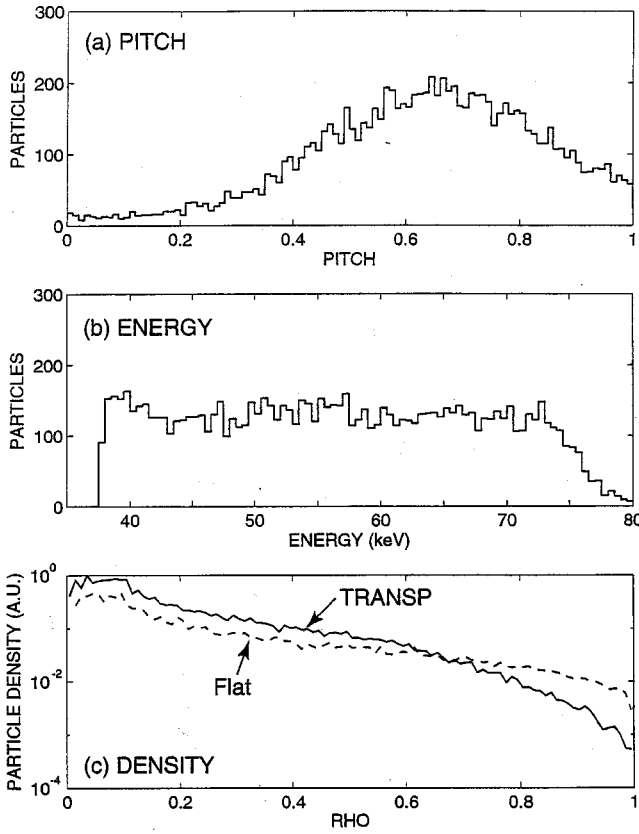 300
(a) PITCH
200
PARTICLES
100
0
0 0.2 0.4 0.6 0.8 1
PITCH
300
(b) ENERGY
200
PARTICLES
100
0
40 50 60 70 80
ENERGY (keV)
10^0
TRANSP
PARTICLE DENSITY (A.U.)
10^-2
Flat
(c) DENSITY
10^-4
0 0.2 0.4 0.6 0.8 1
RHO